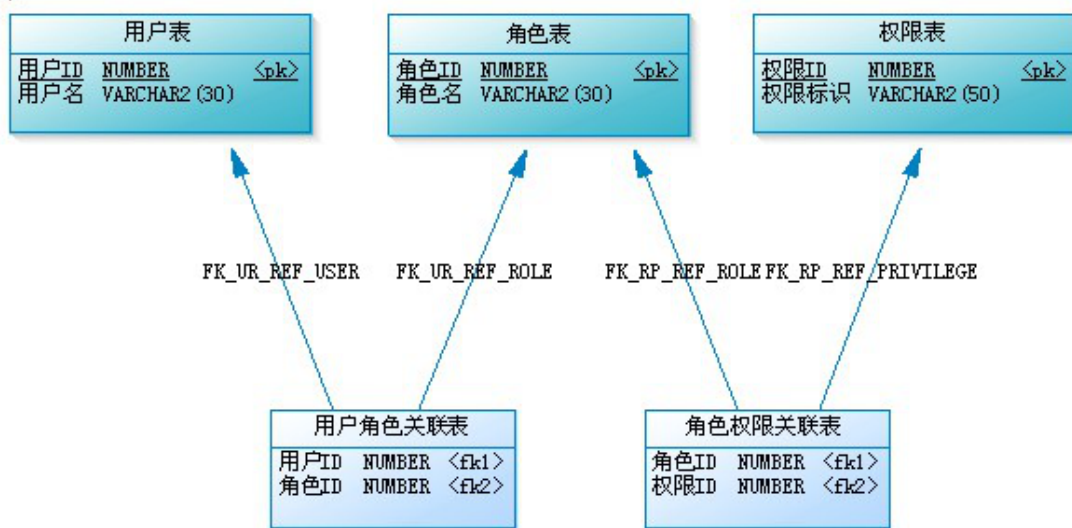 用户表
用户ID NUMBER <pk>
用户名 VARCHAR2(30)
角色表
角色ID NUMBER <pk>
角色名 VARCHAR2(30)
权限表
权限ID NUMBER <pk>
权限标识 VARCHAR2(50)
FK_UR_REF_USER
FK_UR_REF_ROLE
FK_RP_REF_ROLE
FK_RP_REF_PRIVILEGE
用户角色关联表
用户ID NUMBER <fk1>
角色ID NUMBER <fk2>
角色权限关联表
角色ID NUMBER <fk1>
权限ID NUMBER <fk2>